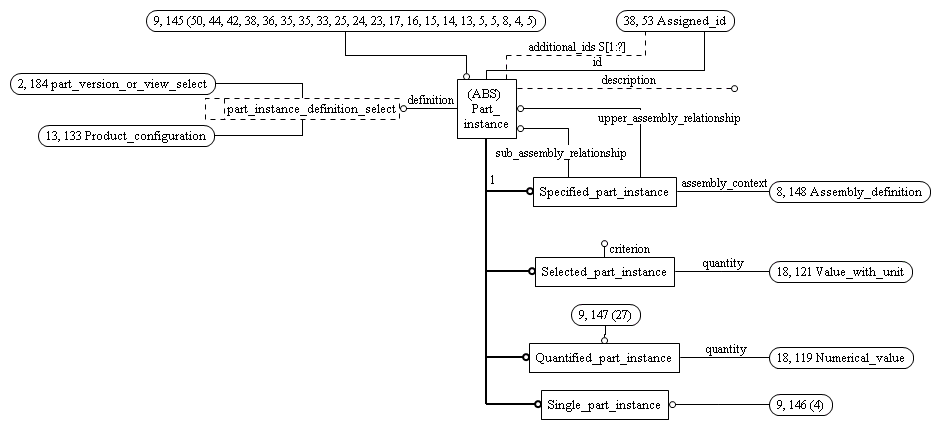 9, 145 (50, 44, 42, 38, 36, 35, 35, 33, 25, 24, 23, 17, 16, 15, 14, 13, 5, 5, 8, 4, 5)
38, 53 Assigned_id
additional_ids S[1:?]
id
2, 184 part_version_or_view_select
description
(ABS)
Part_
instance
definition
part_instance_definition_select
upper_assembly_relationship
13, 133 Product_configuration
sub_assembly_relationship
1
Specified_part_instance
assembly_context
8, 148 Assembly_definition
criterion
Selected_part_instance
quantity
18, 121 Value_with_unit
9, 147 (27)
Quantified_part_instance
quantity
18, 119 Numerical_value
Single_part_instance
9, 146 (4)